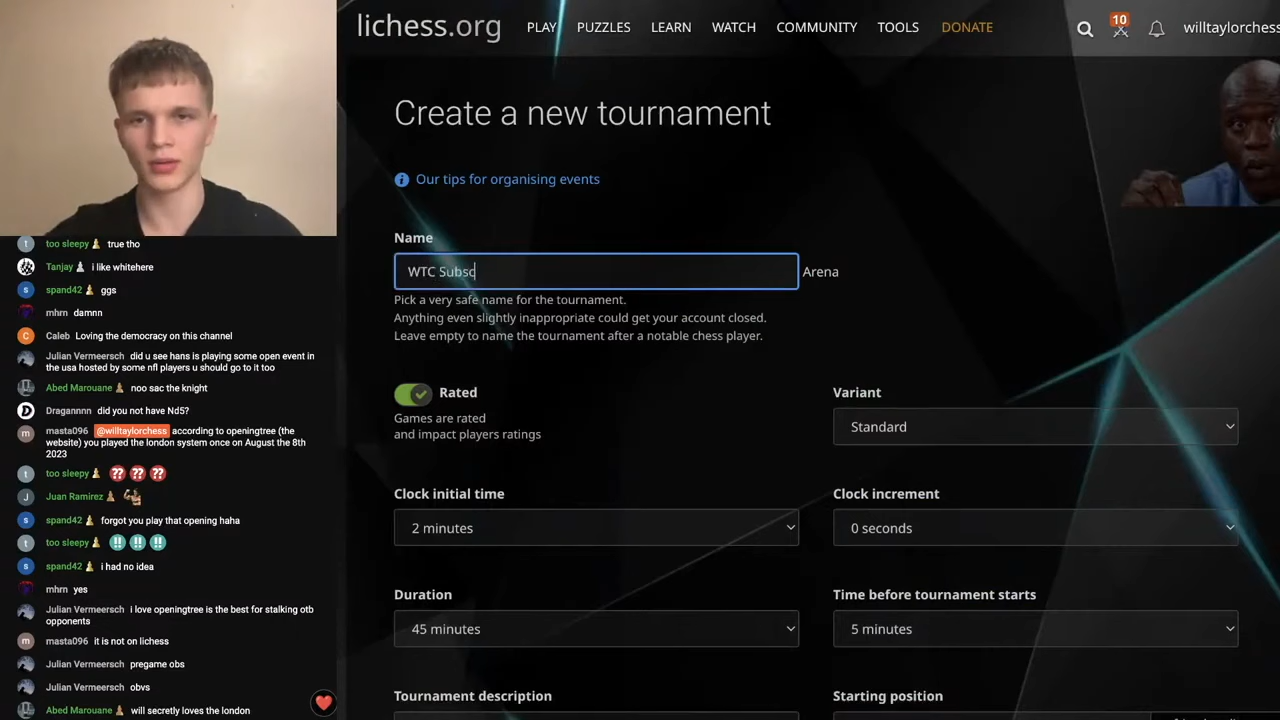 lichess.org
PLAY
PUZZLES
LEARN
WATCH
COMMUNITY
TOOLS
DONATE
10
willtaylorchess
Create a new tournament
Our tips for organising events
Name
WTC Subsc
Arena
Pick a very safe name for the tournament.
Anything even slightly inappropriate could get your account closed.
Leave empty to name the tournament after a notable chess player.
Rated
Games are rated
and impact players ratings
Variant
Standard
Clock initial time
2 minutes
Clock increment
0 seconds
Duration
45 minutes
Time before tournament starts
5 minutes
Tournament description
Starting position
t too sleepy true tho
Tanjay i like whitehere
s spand42 ggs
mhrn damnn
C Caleb Loving the democracy on this channel
Julian Vermeersch did u see hans is playing some open event in
the usa hosted by some nfl players u should go to it too
Abed Marouane noo sac the knight
Dragannnn did you not have Nd5?
m masta096 @willtaylorchess according to openingtree (the
website) you played the london system once on August the 8th
2023
t too sleepy ?? ?? ??
J Juan Ramirez
s spand42 forgot you play that opening haha
t too sleepy !! !! !!
s spand42 i had no idea
mhrn yes
Julian Vermeersch i love openingtree is the best for stalking otb
opponents
m masta096 it is not on lichess
Julian Vermeersch pregame obs
Julian Vermeersch obvs
Abed Marouane will secretly loves the london